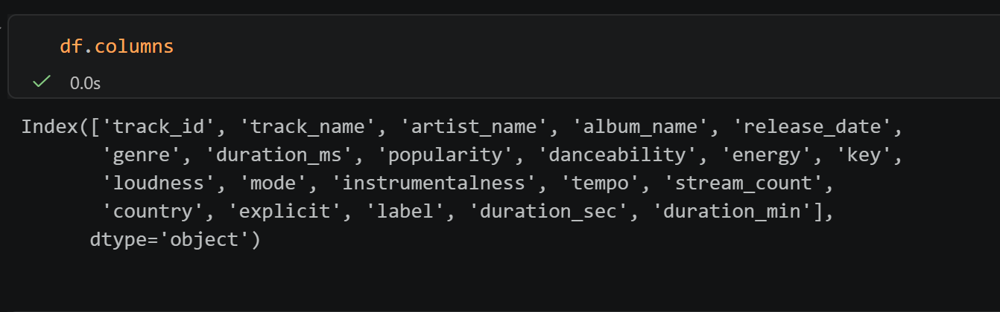 df.columns
0.0s
Index(['track_id', 'track_name', 'artist_name', 'album_name', 'release_date',
'genre', 'duration_ms', 'popularity', 'danceability', 'energy', 'key',
'loudness', 'mode', 'instrumentalness', 'tempo', 'stream_count',
'country', 'explicit', 'label', 'duration_sec', 'duration_min'],
dtype='object')